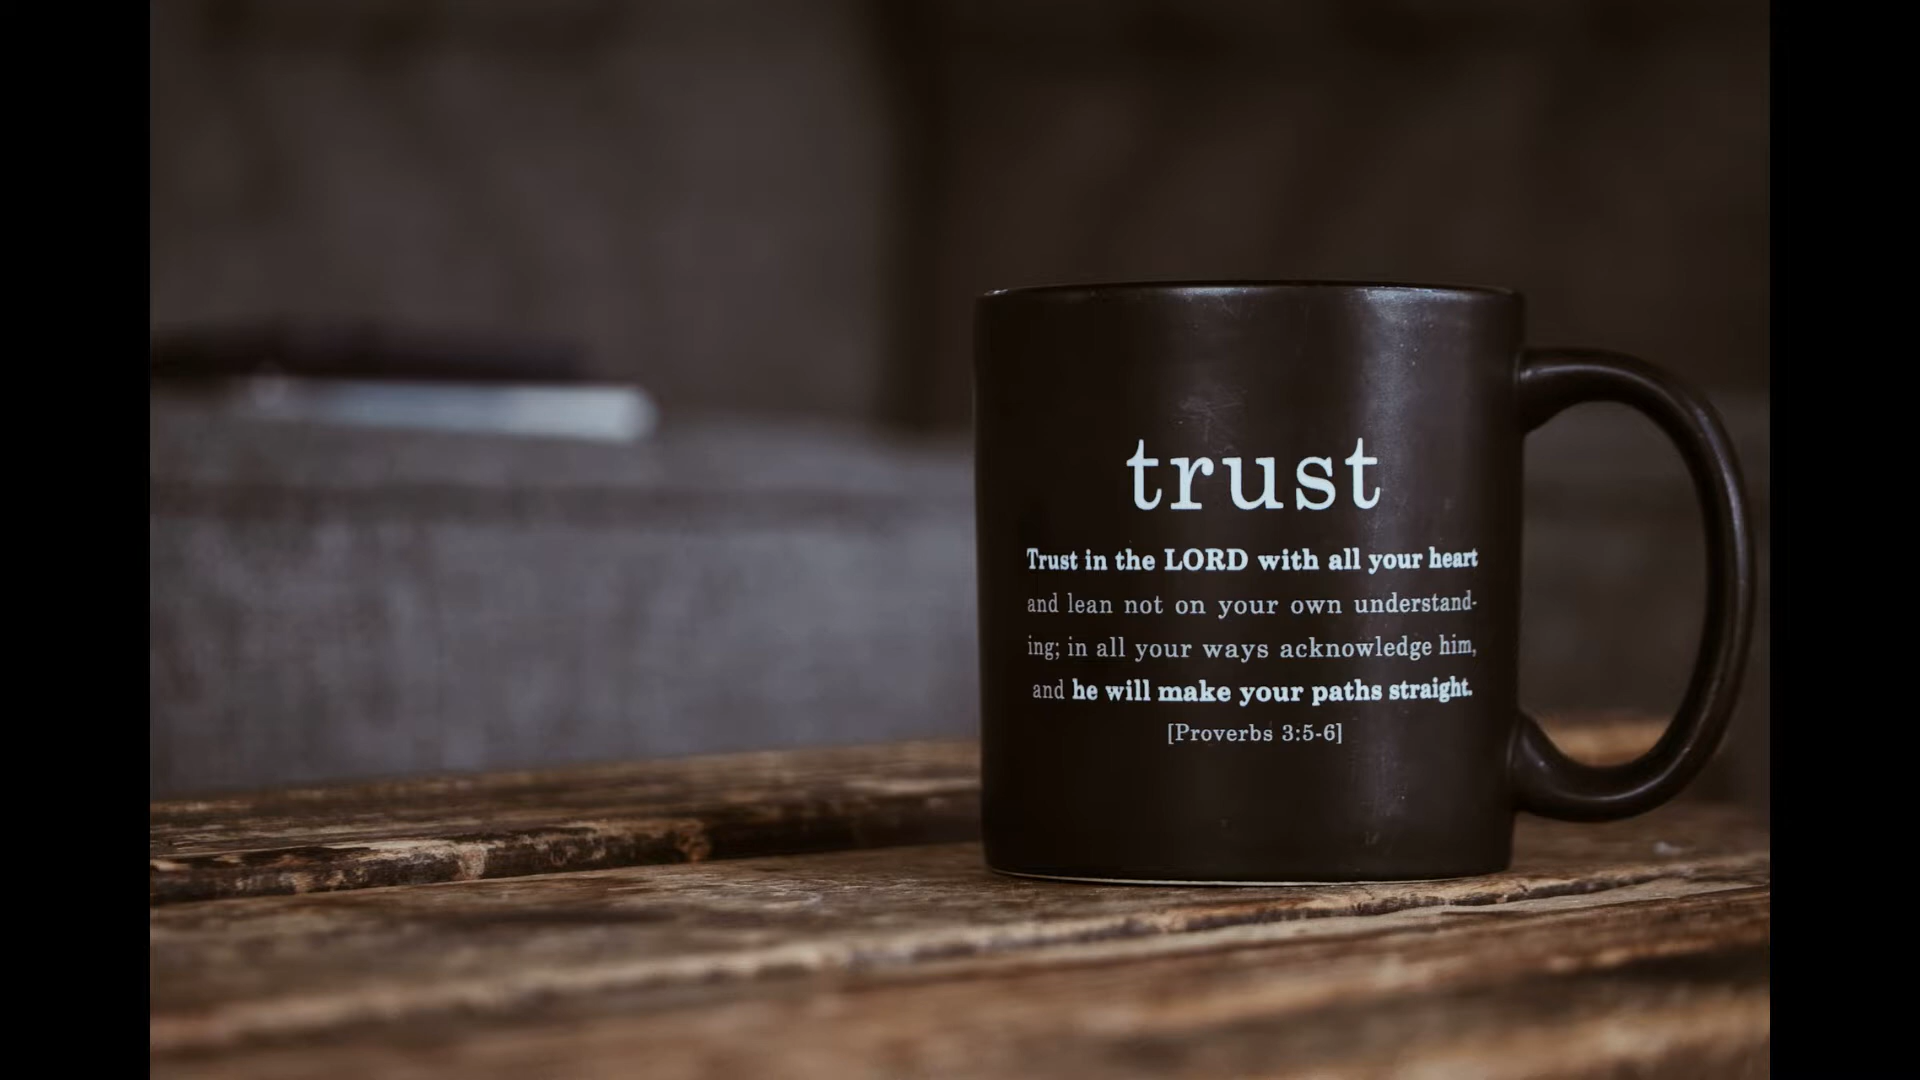 trust
Trust in the LORD with all your heart
and lean not on your own understand-
ing; in all your ways acknowledge him,
and he will make your paths straight.
[Proverbs 3:5-6]